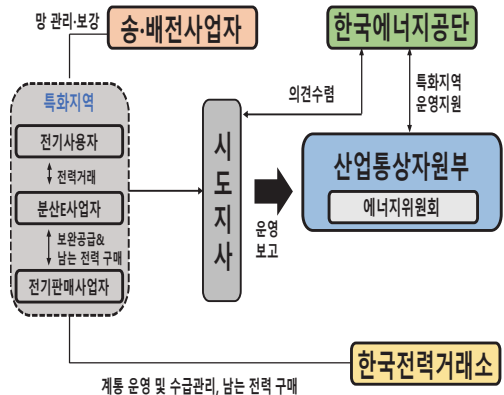 망 관리·보강
송·배전사업자
한국에너지공단
특화지역
전기사용자
전력거래
분산E사업자
보완공급&
남는 전력 구매
전기판매사업자
시도지사
의견수렴
특화지역
운영지원
운영
보고
산업통상자원부
에너지위원회
한국전력거래소
계통 운영 및 수급관리, 남는 전력 구매